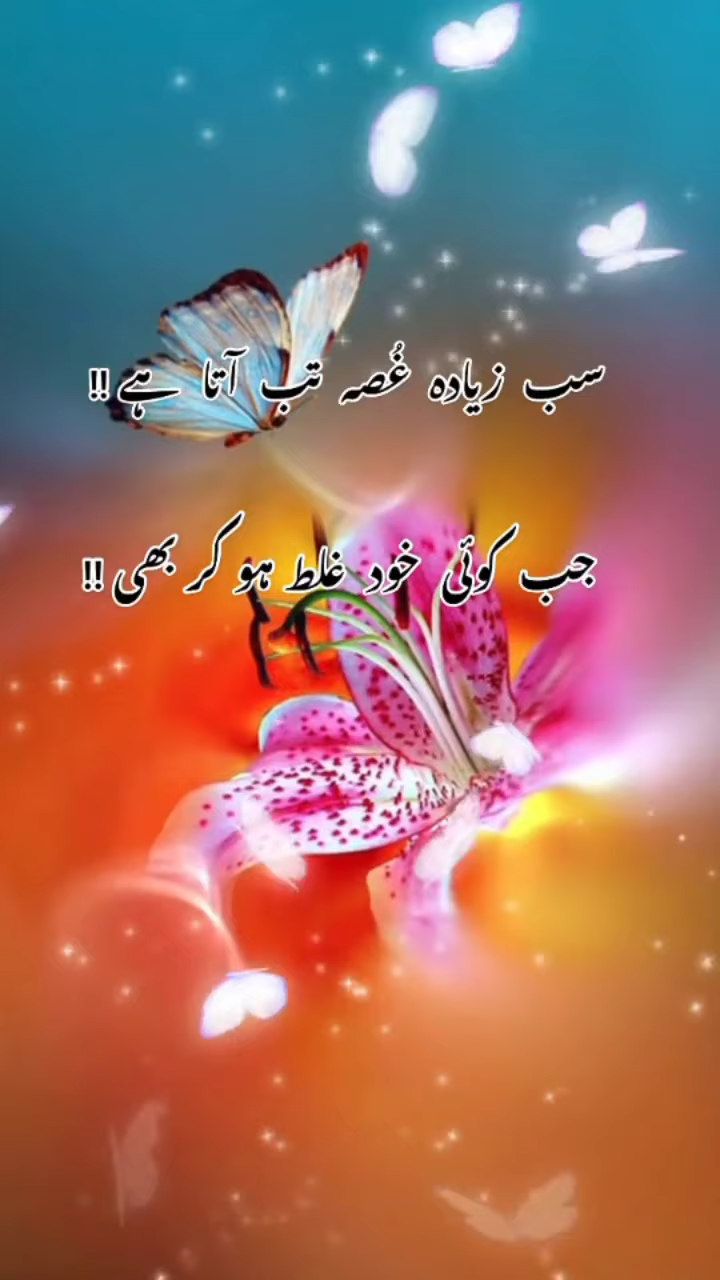 سب زیادہ غُصہ تب آتا ہے !!
جب کوئی خود غلط ہو کر بھی !!